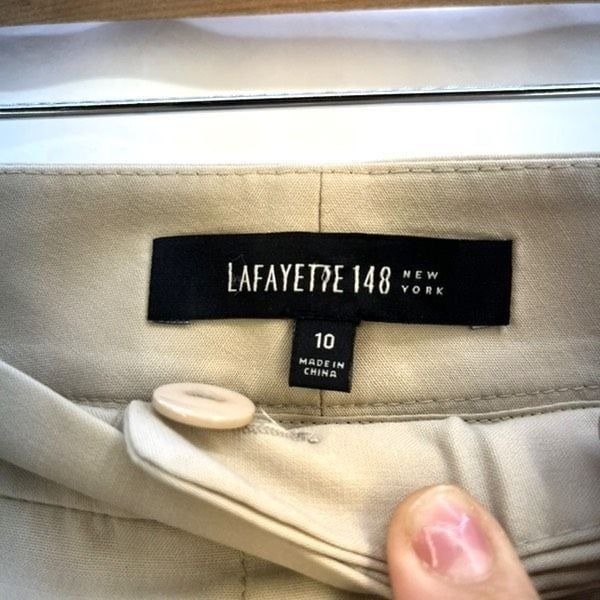 LAFAYETTE 148 NEW YORK
10
MADE IN
CHINA